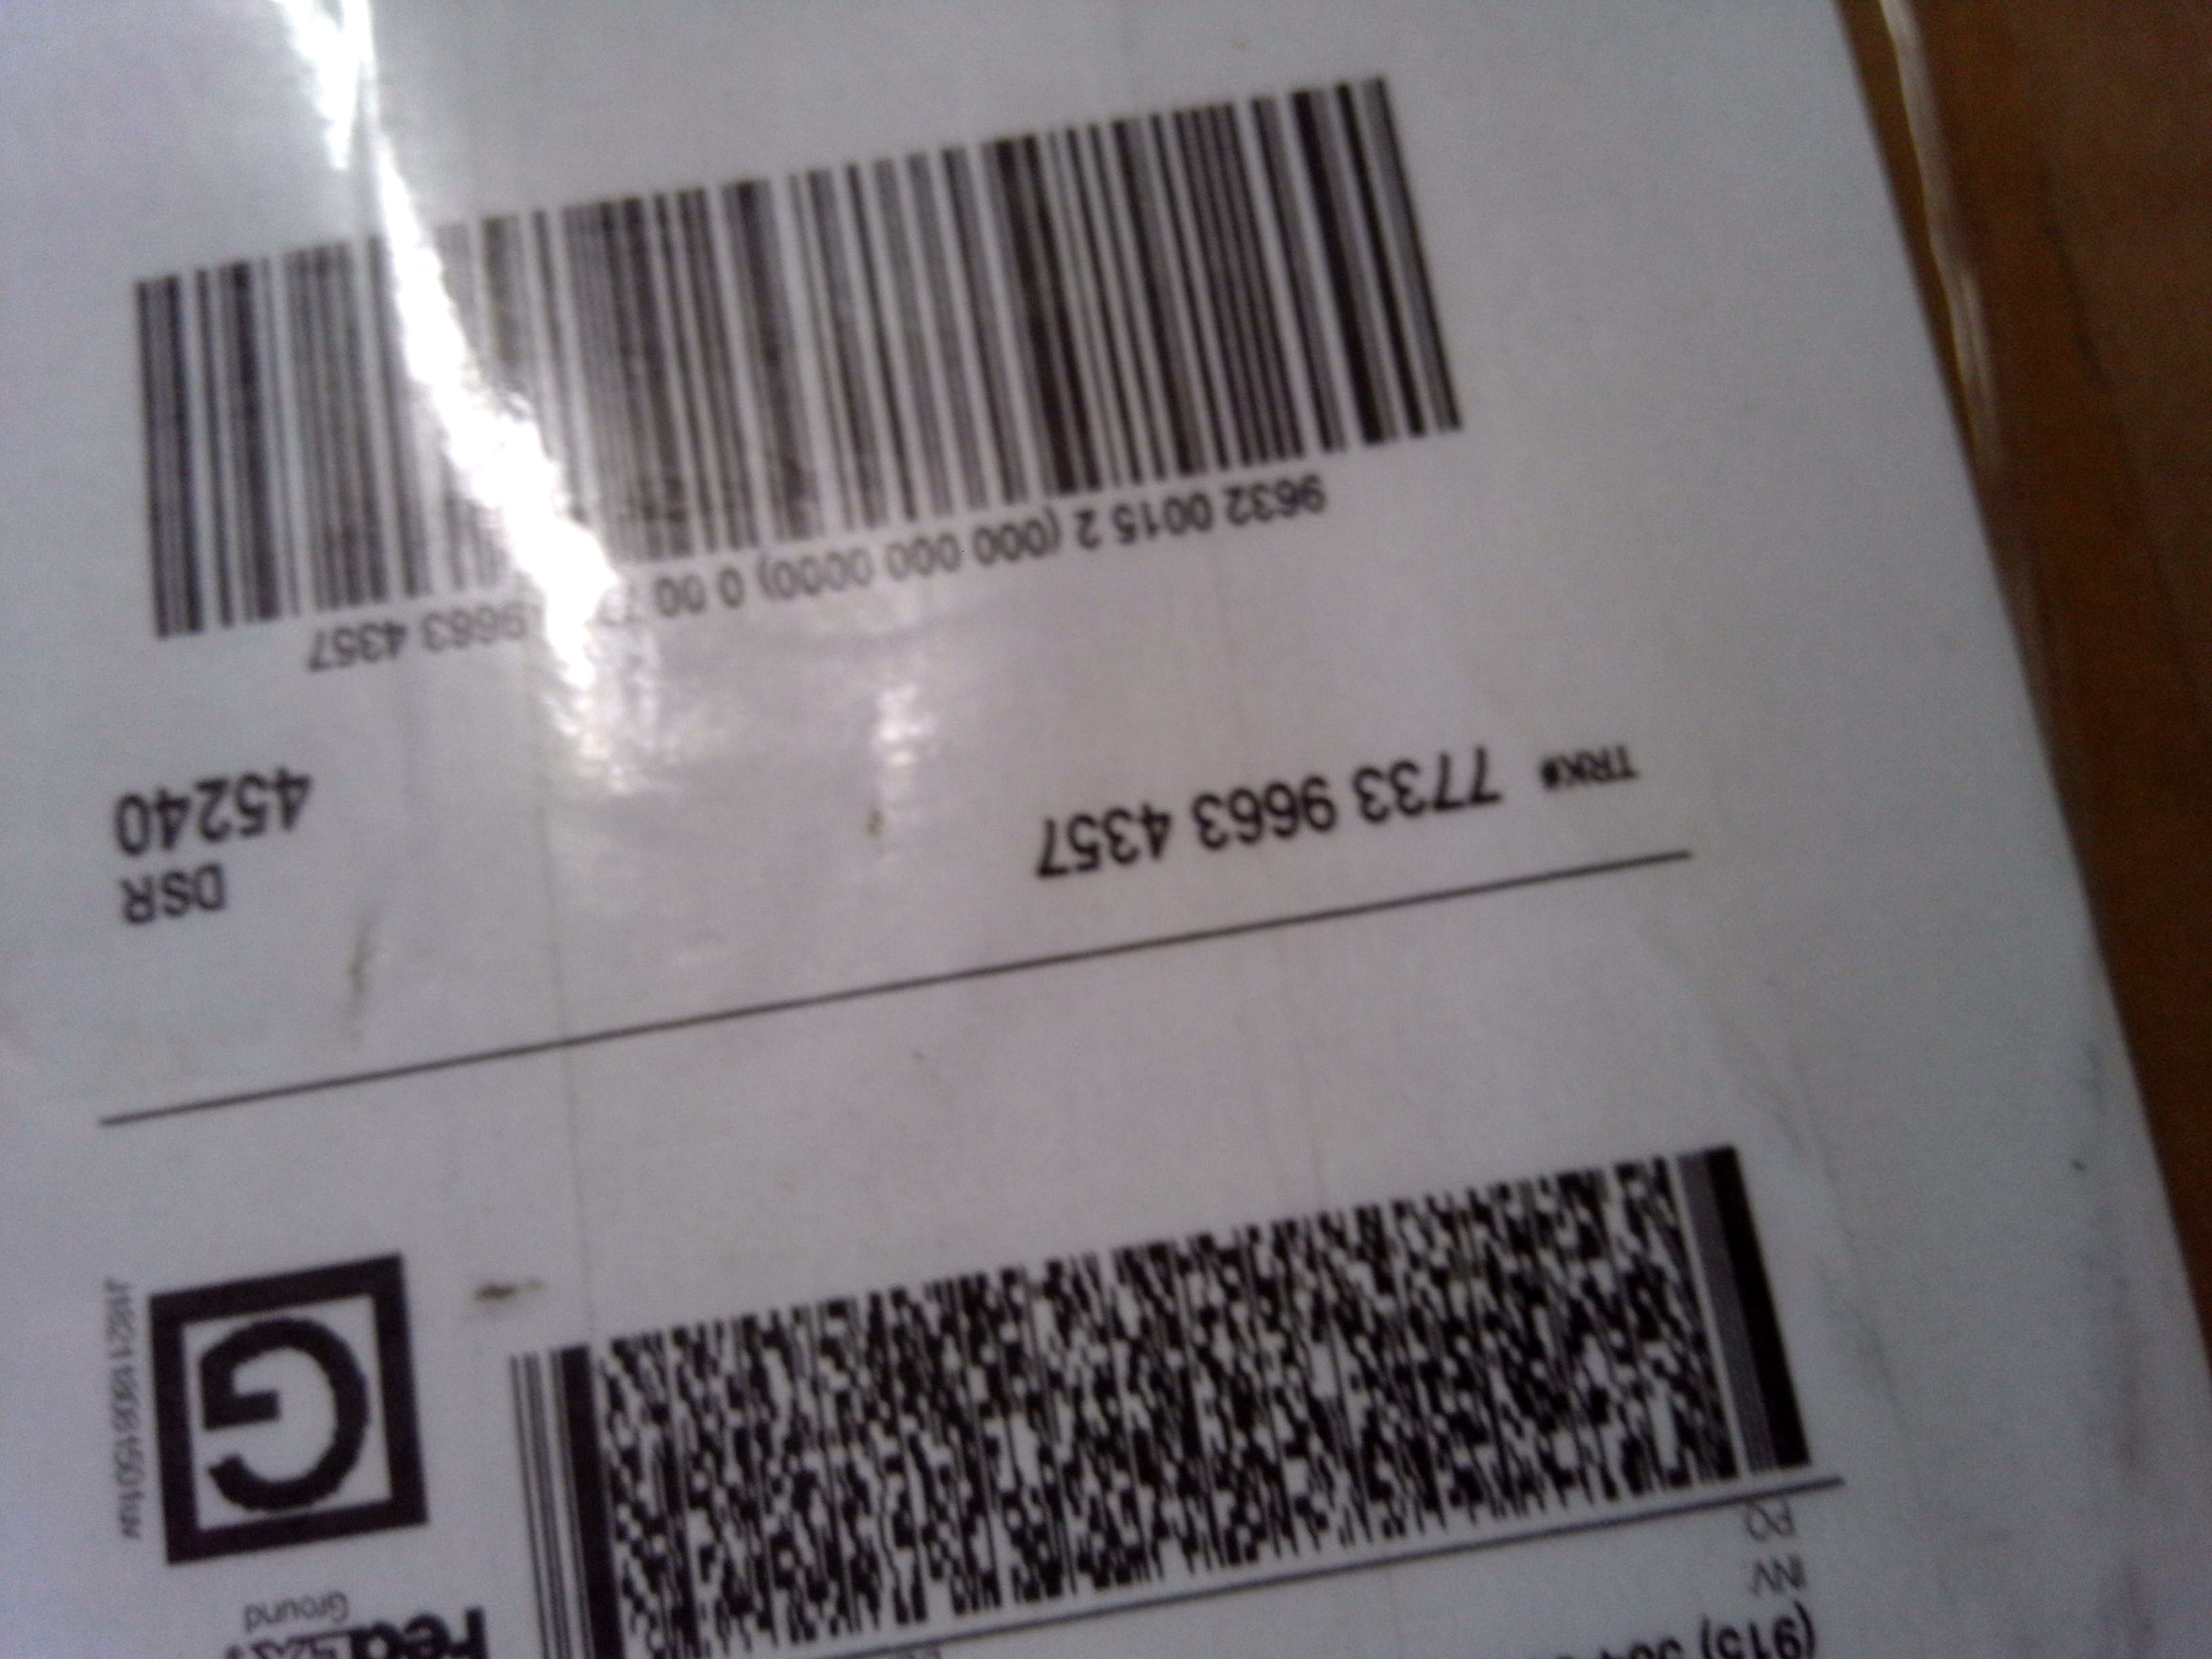 (915)
INV
PO
FedEx
Ground
G
TRK# 7733 9663 4357
DSR
45240
9632 0015 2 (000 000 0000) 0 00 9663 4357